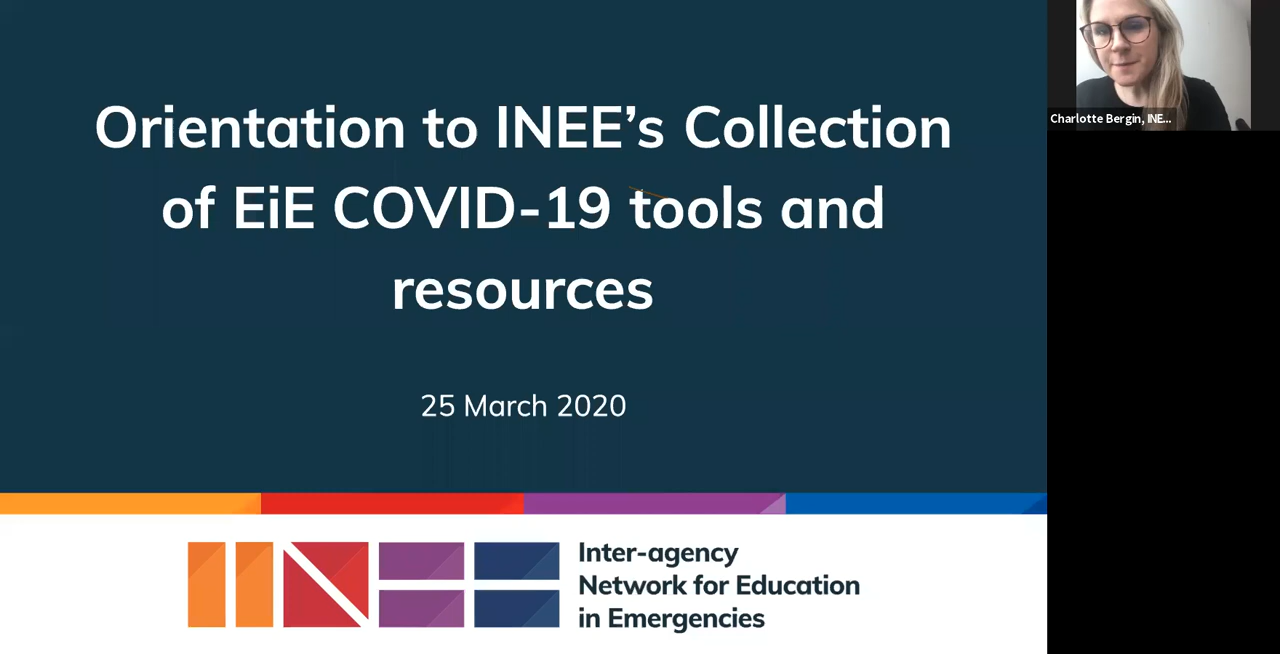 Orientation to INEE's Collection
of EiE COVID-19 tools and
resources
25 March 2020
INEE
Inter-agency
Network for Education
in Emergencies
Charlotte Bergin, INE...